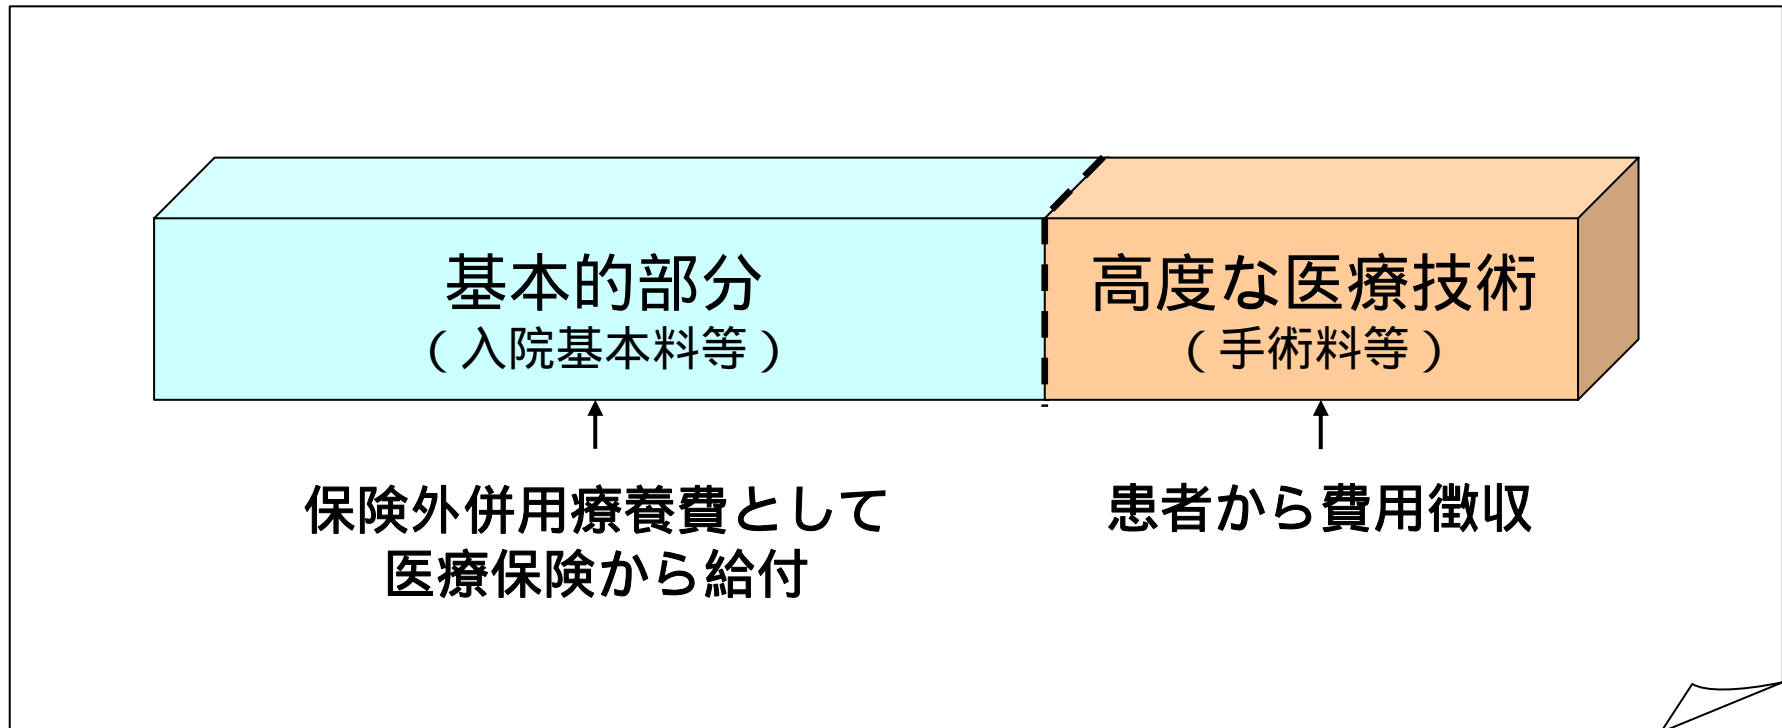 基本的部分
（入院基本料等）
高度な医療技術
（手術料等）
保険外併用療養費として
医療保険から給付
患者から費用徴収